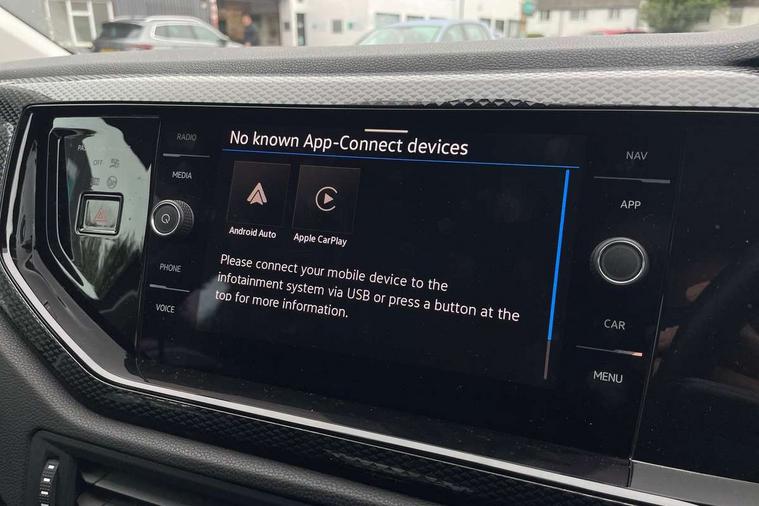 No known App-Connect devices
Android Auto
Apple CarPlay
Please connect your mobile device to the
infotainment system via USB or press a button at the
top for more information.
RADIO
MEDIA
PHONE
VOICE
NAV
APP
CAR
MENU
OFF